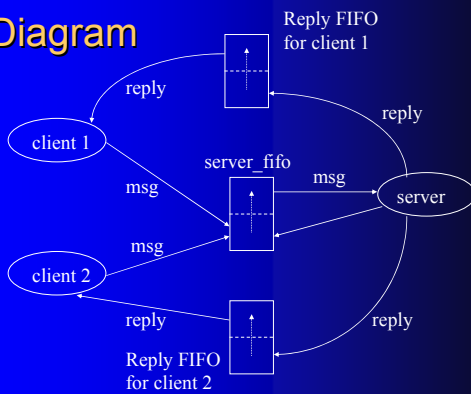 Diagram
Reply FIFO
for client 1
reply
reply
client 1
server_fifo
msg
msg
server
msg
client 2
reply
reply
Reply FIFO
for client 2